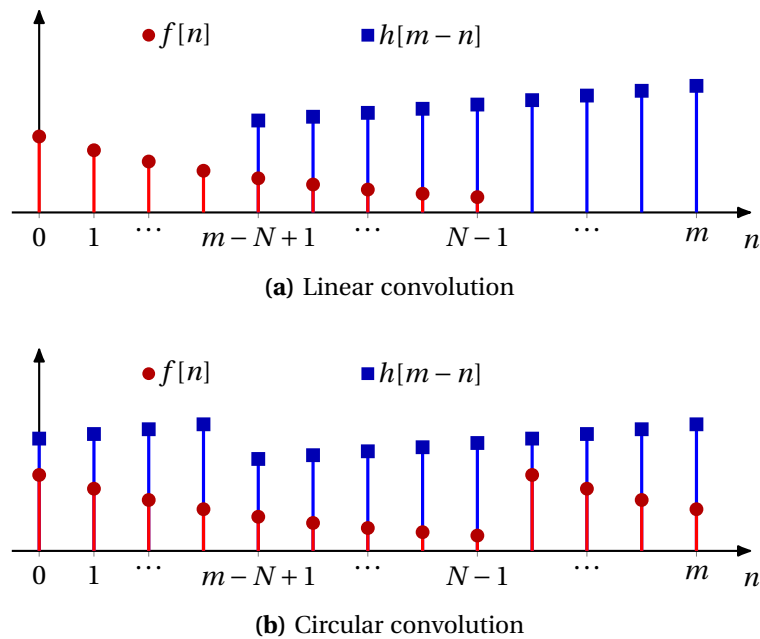 f[n] h[m − n]
0 1 ··· m − N + 1 ··· N − 1 ··· m n
(a) Linear convolution
f[n] h[m − n]
0 1 ··· m − N + 1 ··· N − 1 ··· m n
(b) Circular convolution